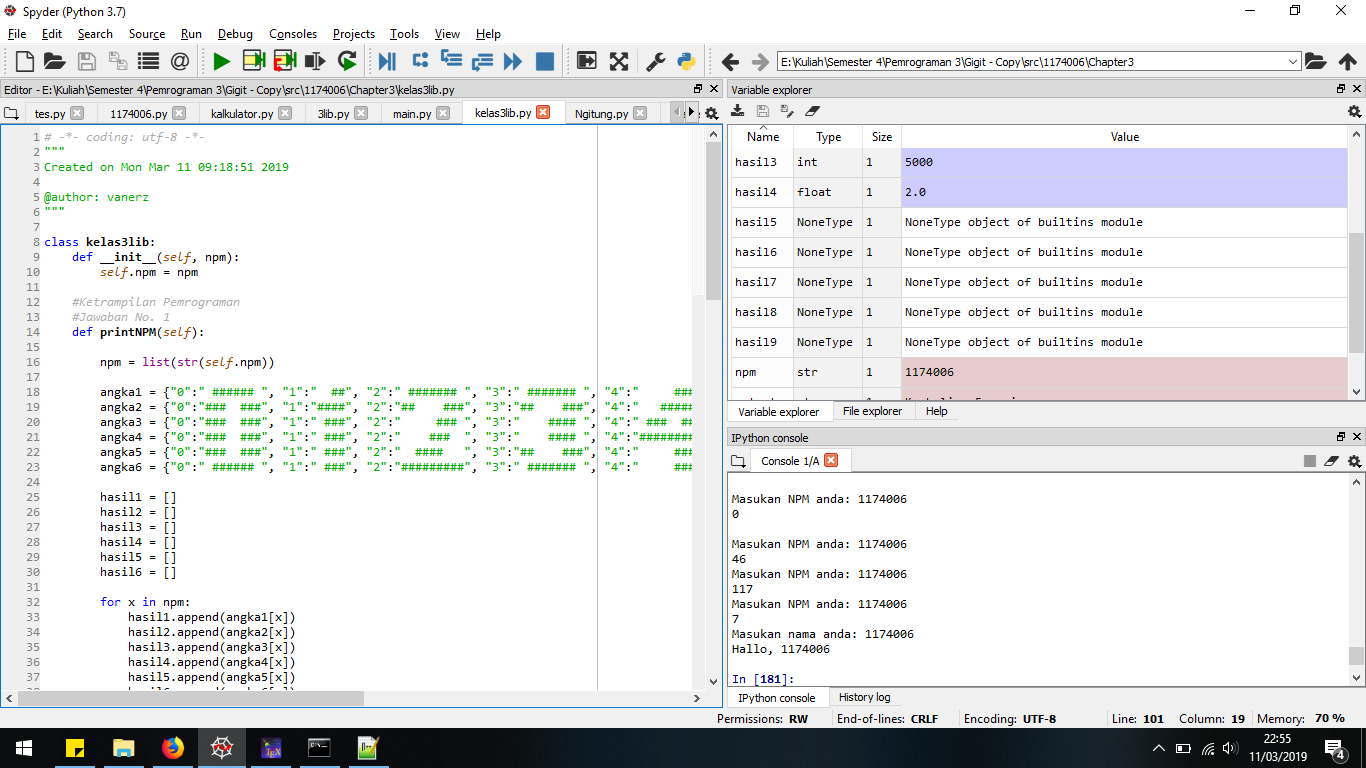 Spyder (Python 3.7)
File Edit Search Source Run Debug Consoles Projects Tools View Help
E:\Kuliah\Semester 4\Pemrograman 3\Gigit - Copy\src\1174006\Chapter3
Editor - E:\Kuliah\Semester 4\Pemrograman 3\Gigit - Copy\src\1174006\Chapter3\kelas3lib.py
tes.py 1174006.py kalkulator.py 3lib.py main.py kelas3lib.py Ngitung.py
1 # -*- coding: utf-8 -*-
2 """
3 Created on Mon Mar 11 09:18:51 2019
4
5 @author: vanerz
6 """
7
8 class kelas3lib:
9     def __init__(self, npm):
10         self.npm = npm
11
12     #Ketrampilan Pemrograman
13     #Jawaban No. 1
14     def printNPM(self):
15
16         npm = list(str(self.npm))
17
18         angka1 = {"0":" ###### ", "1":"  ##", "2":" ####### ", "3":" ####### ", "4":"     ###
19         angka2 = {"0":"###  ###", "1":"####", "2":"##    ###", "3":"##    ###", "4":"   #####
20         angka3 = {"0":"###  ###", "1":" ###", "2":"      ### ", "3":"     ### ", "4":" ###  ##
21         angka4 = {"0":"###  ###", "1":" ###", "2":"    ###  ", "3":"    #### ", "4":"########
22         angka5 = {"0":"###  ###", "1":" ###", "2":"  ####   ", "3":"##    ###", "4":"     ###
23         angka6 = {"0":" ###### ", "1":" ###", "2":"#########", "3":" ####### ", "4":"     ###
24
25         hasil1 = []
26         hasil2 = []
27         hasil3 = []
28         hasil4 = []
29         hasil5 = []
30         hasil6 = []
31
32         for x in npm:
33             hasil1.append(angka1[x])
34             hasil2.append(angka2[x])
35             hasil3.append(angka3[x])
36             hasil4.append(angka4[x])
37             hasil5.append(angka5[x])
Variable explorer
Name Type Size Value
hasil3 int 1 5000
hasil4 float 1 2.0
hasil5 NoneType 1 NoneType object of builtins module
hasil6 NoneType 1 NoneType object of builtins module
hasil7 NoneType 1 NoneType object of builtins module
hasil8 NoneType 1 NoneType object of builtins module
hasil9 NoneType 1 NoneType object of builtins module
npm str 1 1174006
Variable explorer File explorer Help
IPython console
Console 1/A
Masukan NPM anda: 1174006
0
Masukan NPM anda: 1174006
46
Masukan NPM anda: 1174006
117
Masukan NPM anda: 1174006
7
Masukan nama anda: 1174006
Hallo, 1174006
In [181]:
IPython console History log
Permissions: RW End-of-lines: CRLF Encoding: UTF-8 Line: 101 Column: 19 Memory: 70 %
22:55
11/03/2019
4